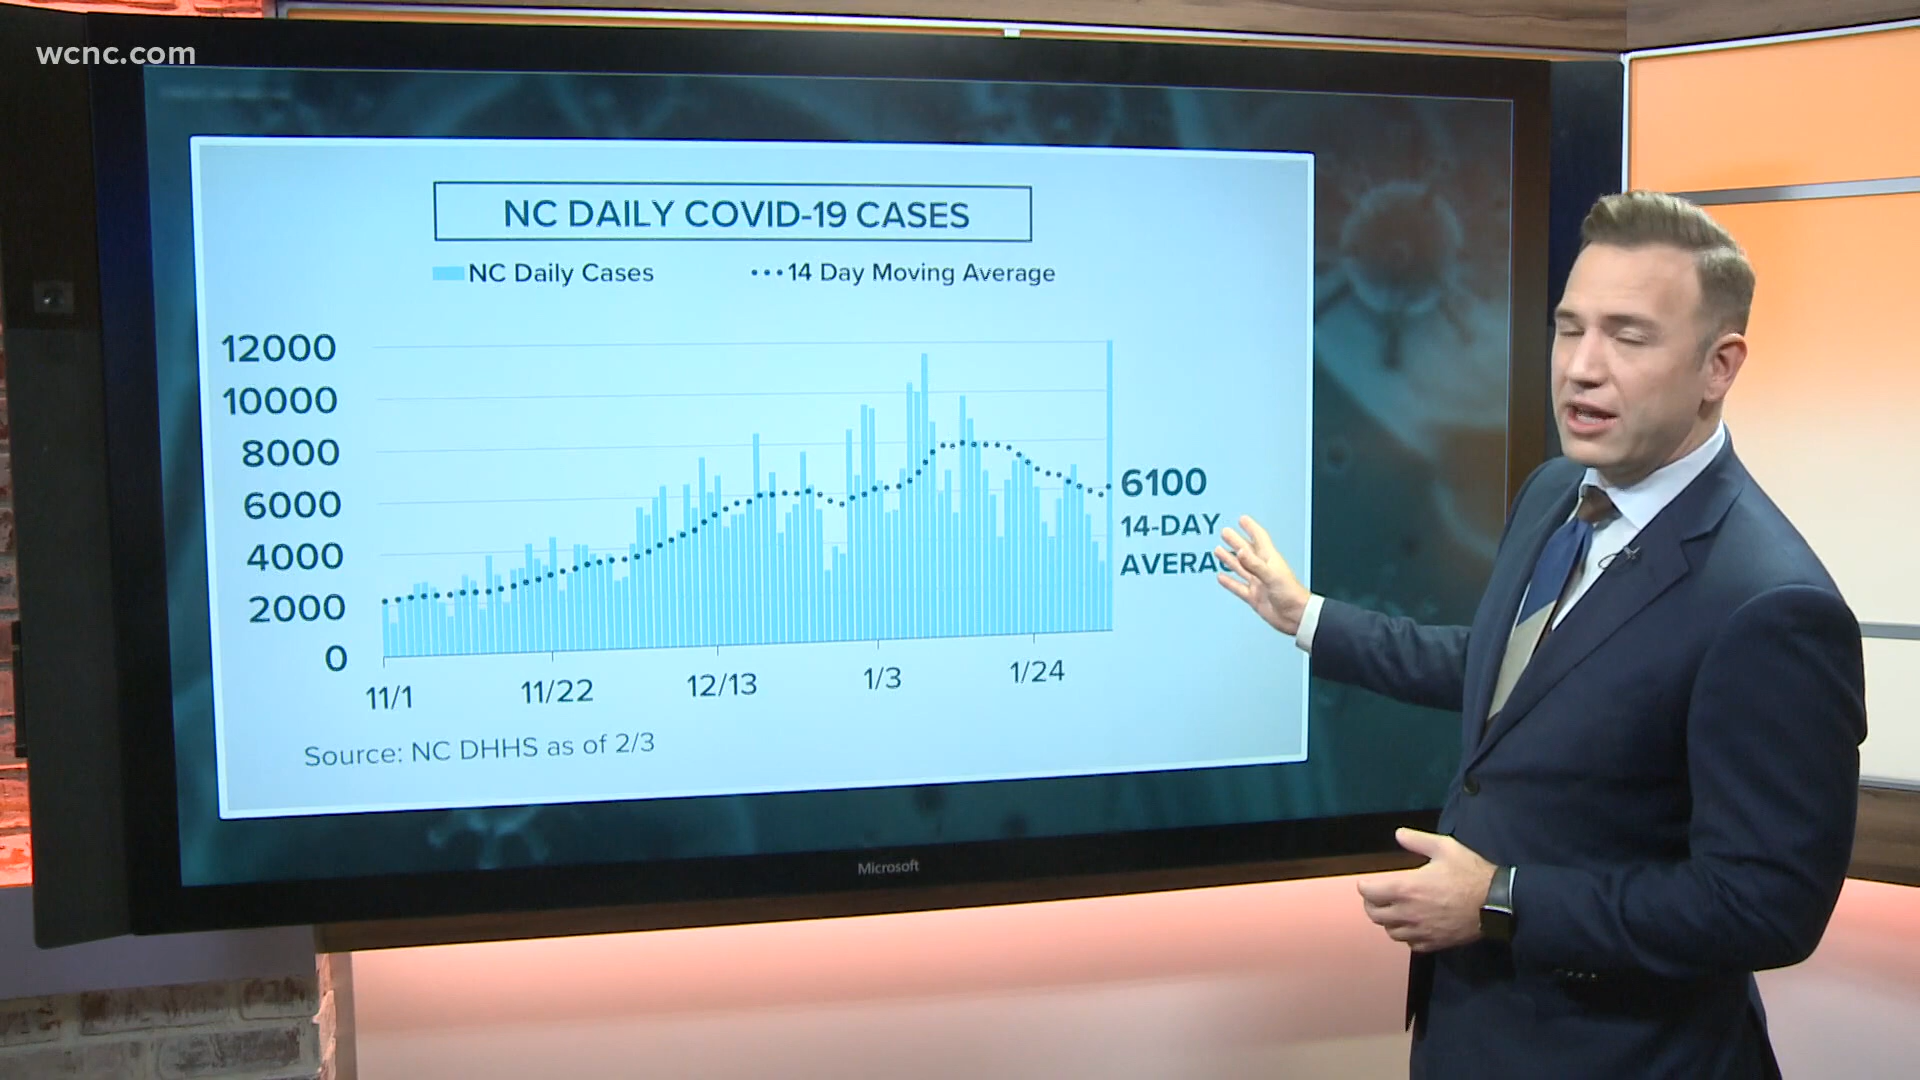 wcnc.com
NC DAILY COVID-19 CASES
NC Daily Cases
14 Day Moving Average
12000
10000
8000
6000
4000
2000
0
11/1
11/22
12/13
1/3
1/24
6100
14-DAY
AVERAG
Source: NC DHHS as of 2/3
Microsoft